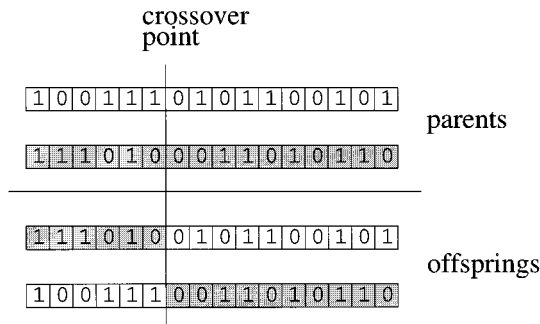 crossover
point
1 0 0 1 1 1 0 1 0 1 1 0 0 1 0 1
parents
1 1 1 0 1 0 0 0 1 1 0 1 0 1 1 0
1 1 1 0 1 0 0 1 0 1 1 0 0 1 0 1
offsprings
1 0 0 1 1 1 0 0 1 1 0 1 0 1 1 0